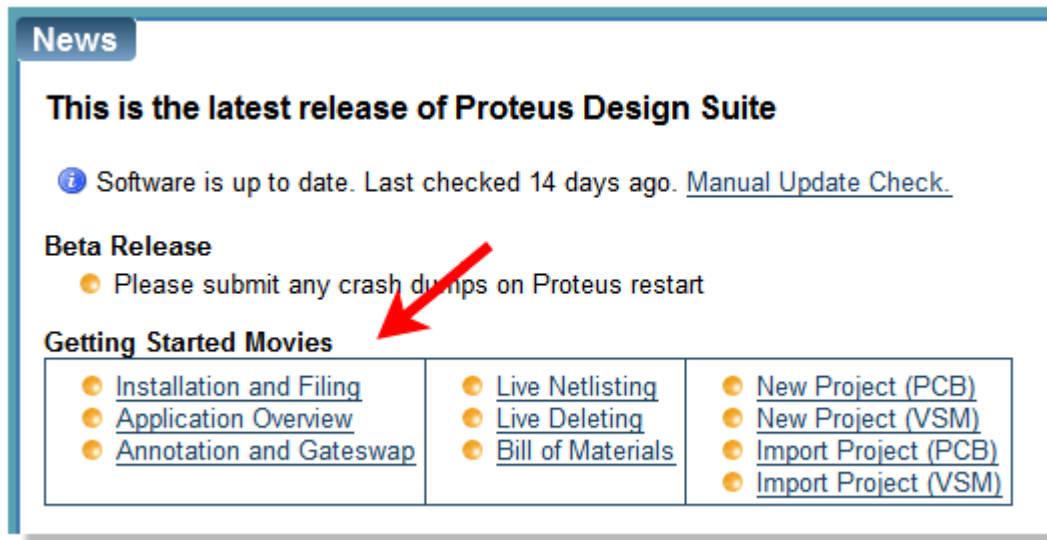 News
This is the latest release of Proteus Design Suite
Software is up to date. Last checked 14 days ago. Manual Update Check.
Beta Release
Please submit any crash dumps on Proteus restart
Getting Started Movies
Installation and Filing
Application Overview
Annotation and Gateswap
Live Netlisting
Live Deleting
Bill of Materials
New Project (PCB)
New Project (VSM)
Import Project (PCB)
Import Project (VSM)